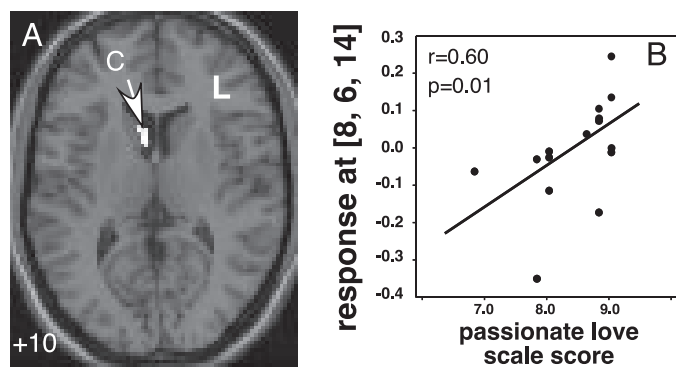 A
C
L
+10
B
r=0.60
p=0.01
response at [8, 6, 14]
0.3
0.2
0.1
0.0
-0.1
-0.2
-0.3
-0.4
7.0
8.0
9.0
passionate love
scale score